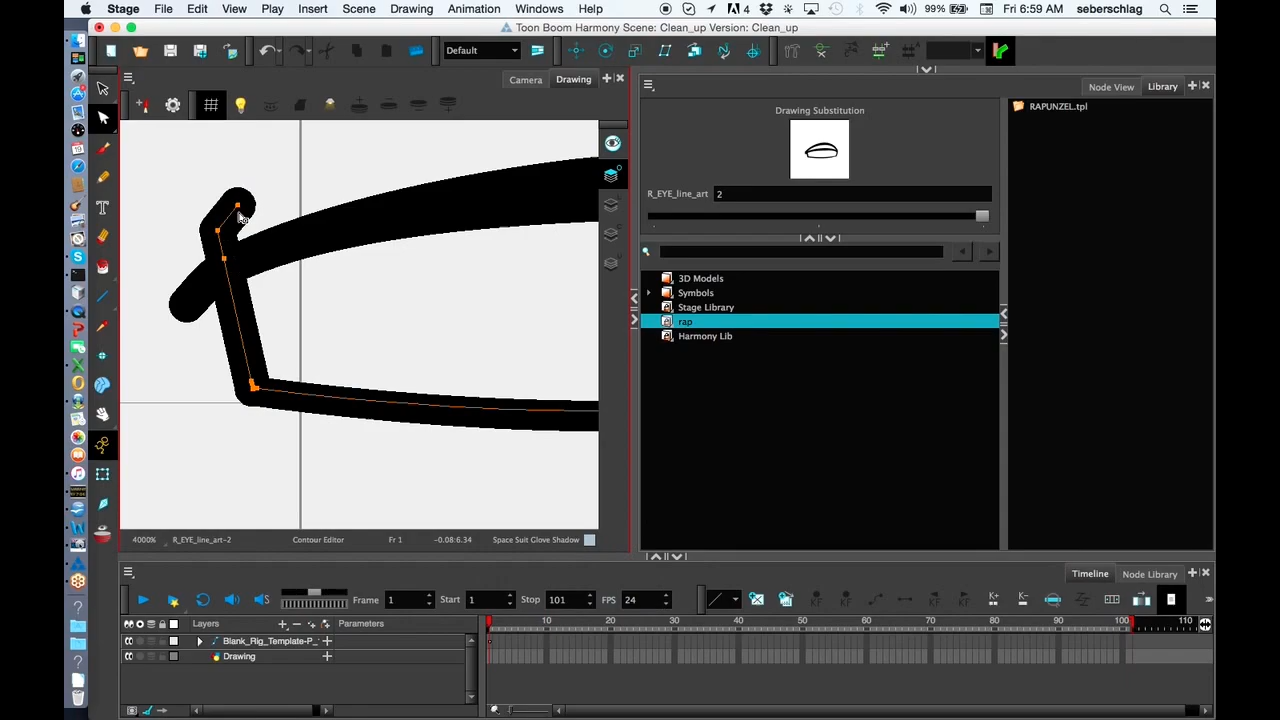 Stage File Edit View Play Insert Scene Drawing Animation Windows Help 4 99% Fri 6:59 AM seberschlag
Toon Boom Harmony Scene: Clean_up Version: Clean_up
Default
Camera Drawing Node View Library
Drawing Substitution RAPUNZEL.tpl
R_EYE_line_art 2
3D Models
Symbols
Stage Library
rap
Harmony Lib
4000% R_EYE_line_art-2 Contour Editor Fr 1 -0.08:6.34 Space Suit Glove Shadow
Timeline Node Library
Frame 1 Start 1 Stop 101 FPS 24
Layers Parameters 10 20 30 40 50 60 70 80 90 100 110
Blank_Rig_Template-P_
Drawing